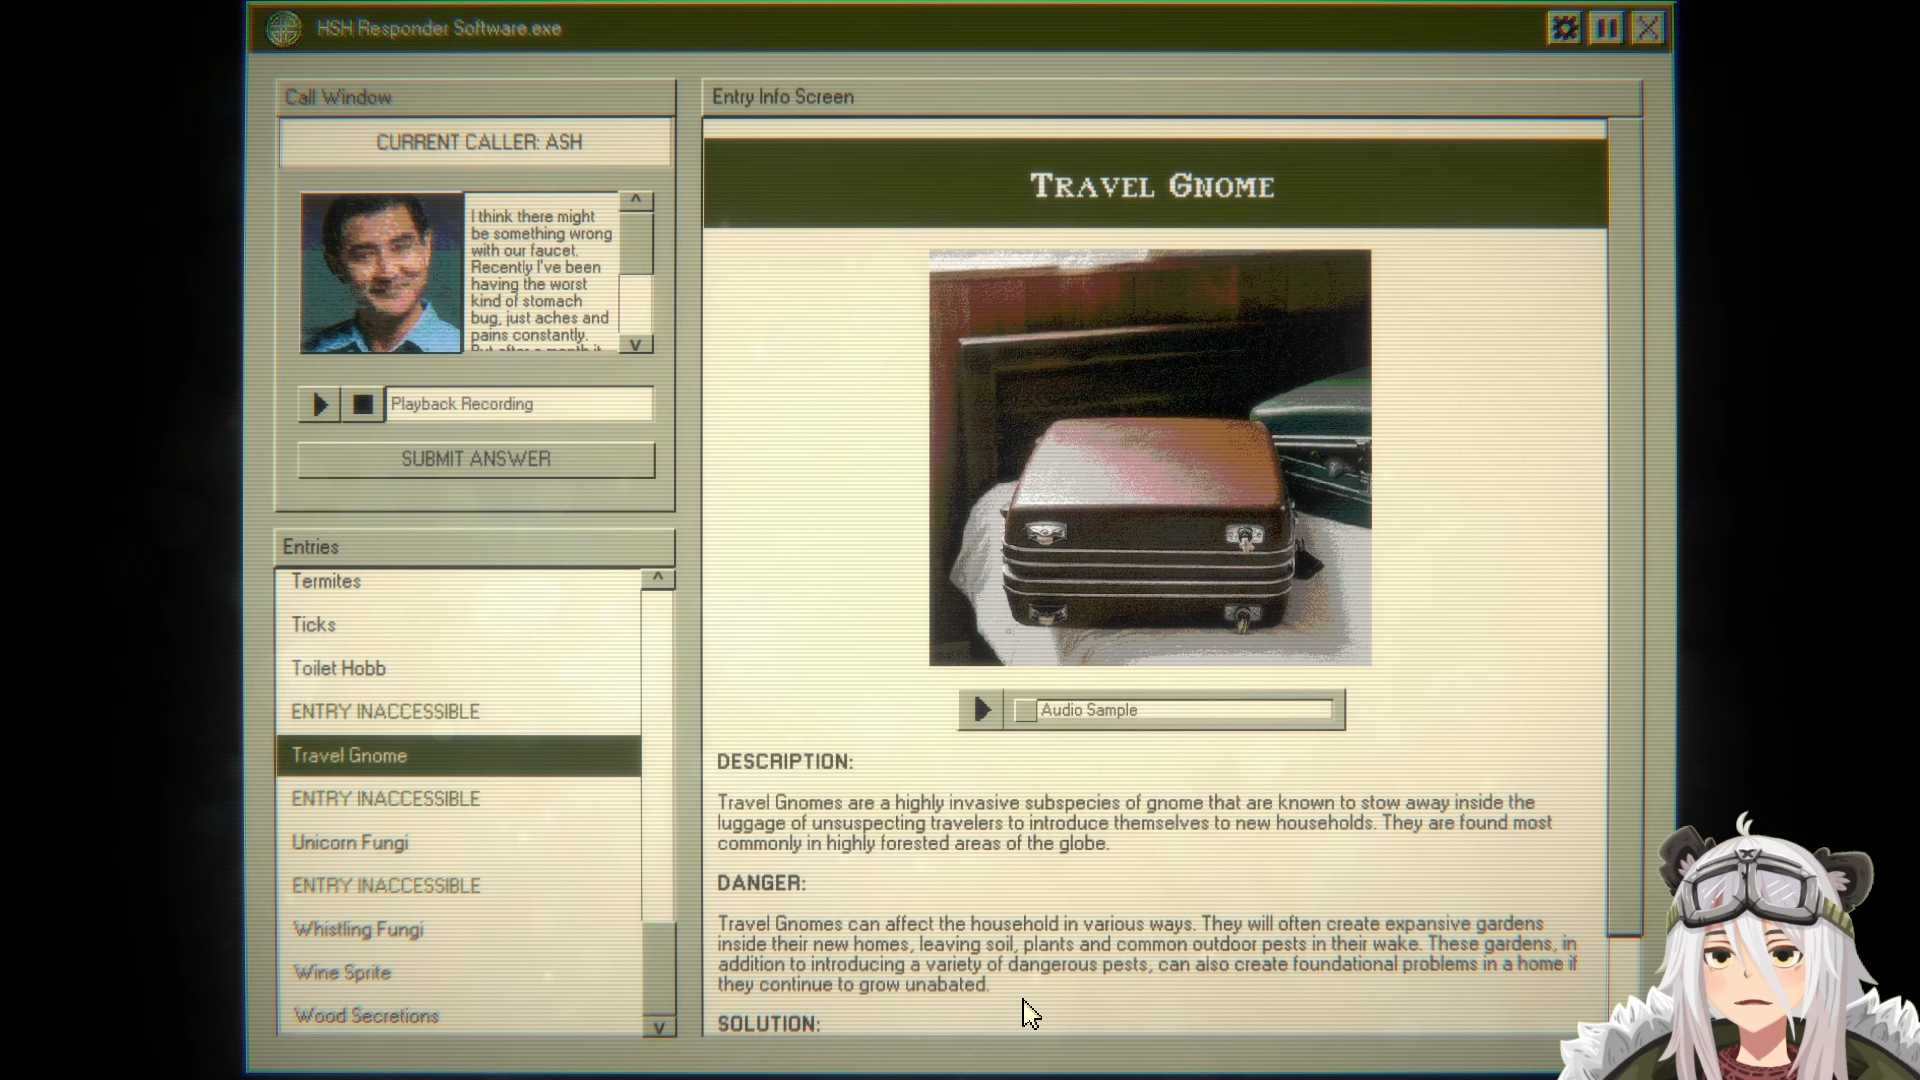 HSH Responder Software.exe
Call Window
CURRENT CALLER: ASH
I think there might
be something wrong
with our faucet.
Recently I've been
having the worst
kind of stomach
bug, just aches and
pains constantly.
But after a month it
Playback Recording
SUBMIT ANSWER
Entries
Termites
Ticks
Toilet Hobb
ENTRY INACCESSIBLE
Travel Gnome
ENTRY INACCESSIBLE
Unicorn Fungi
ENTRY INACCESSIBLE
Whistling Fungi
Wine Sprite
Wood Secretions
Entry Info Screen
TRAVEL GNOME
Audio Sample
DESCRIPTION:
Travel Gnomes are a highly invasive subspecies of gnome that are known to stow away inside the
luggage of unsuspecting travelers to introduce themselves to new households. They are found most
commonly in highly forested areas of the globe.
DANGER:
Travel Gnomes can affect the household in various ways. They will often create expansive gardens
inside their new homes, leaving soil, plants and common outdoor pests in their wake. These gardens, in
addition to introducing a variety of dangerous pests, can also create foundational problems in a home if
they continue to grow unabated.
SOLUTION: